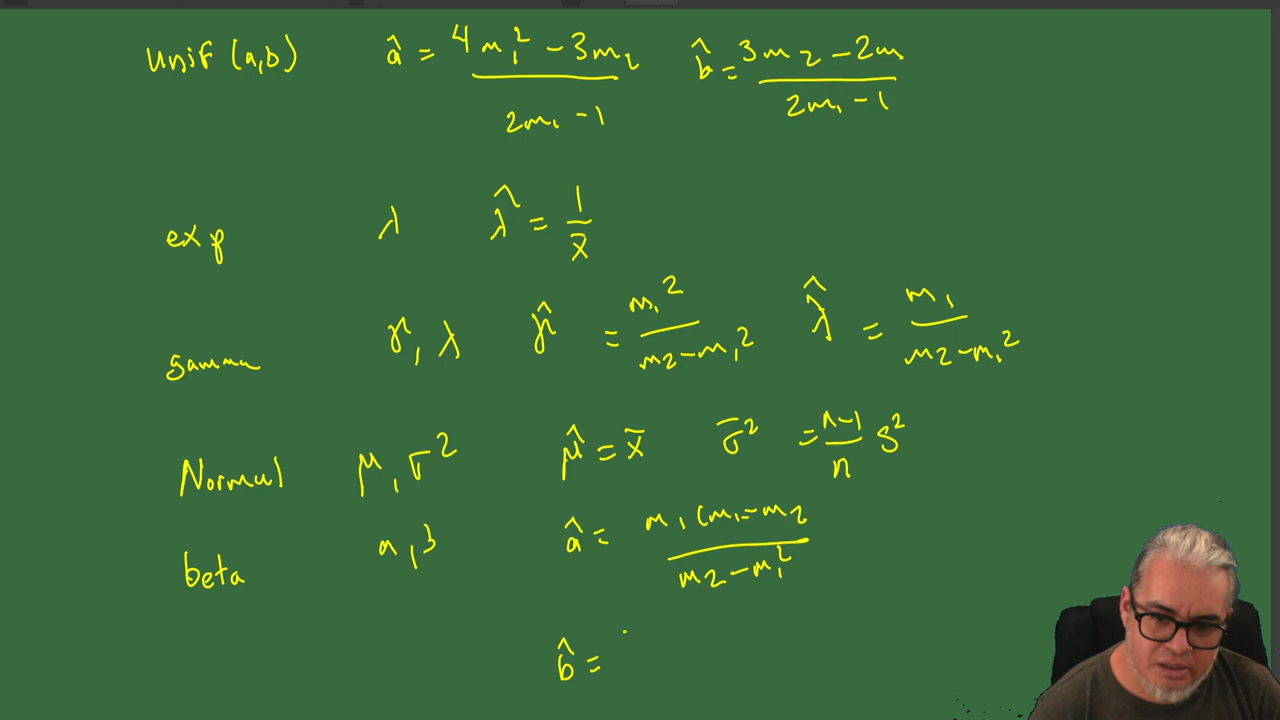 Unif (a,b) â = 4m₁² - 3m₂ / 2m₁ - 1 b̂ = 3m₂ - 2m / 2m₁ - 1
exp λ λ̂ = 1 / x̄
gamma γ, λ γ̂ = m₁² / m₂ - m₁² λ̂ = m₁ / m₂ - m₁²
Normal μ, σ² μ̂ = x̄ σ̄² = n-1 / n S²
beta a, b â = m₁ (m₁ - m₂ / m₂ - m₁²
b̂ =